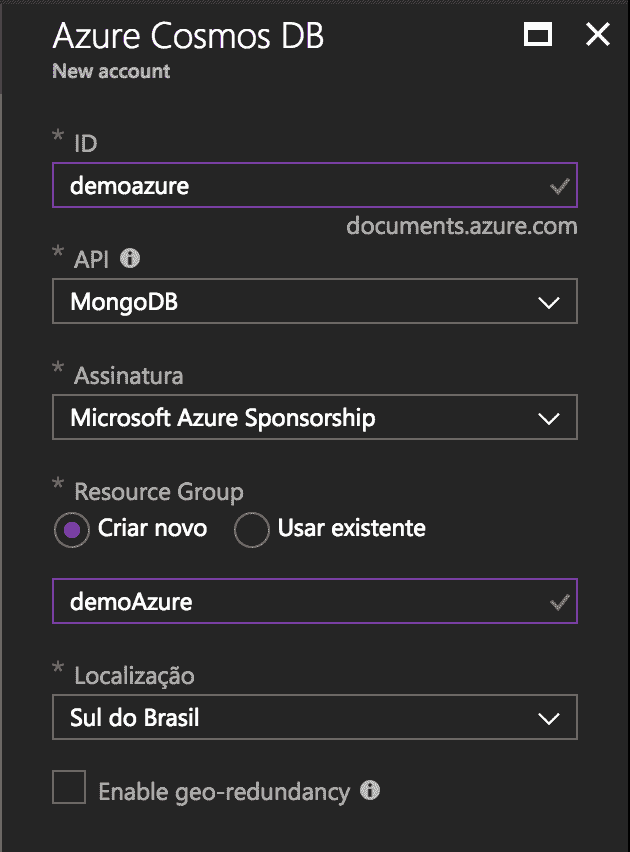 Azure Cosmos DB
New account
* ID
demoazure
documents.azure.com
* API
MongoDB
* Assinatura
Microsoft Azure Sponsorship
* Resource Group
Criar novo Usar existente
demoAzure
* Localização
Sul do Brasil
Enable geo-redundancy